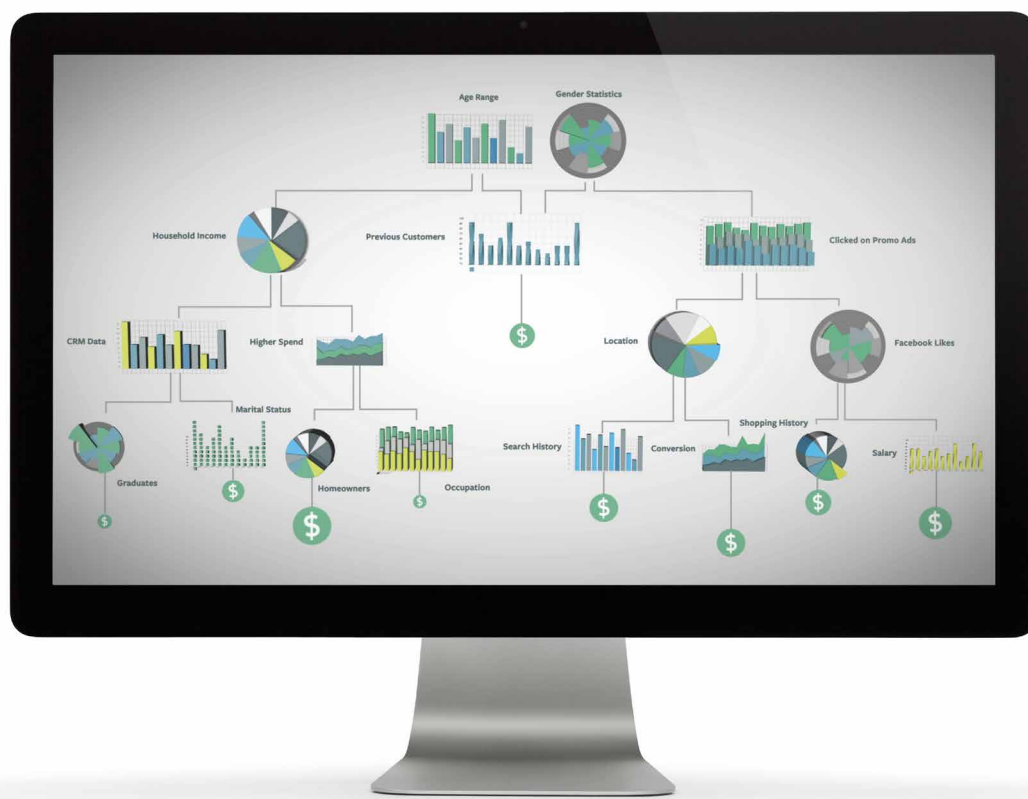 Age Range
Gender Statistics
Household Income
Previous Customers
Clicked on Promo Ads
CRM Data
Higher Spend
Location
Facebook Likes
Marital Status
Shopping History
Search History
Conversion
Salary
Graduates
Homeowners
Occupation
$
$
$
$
$
$
$
$
$